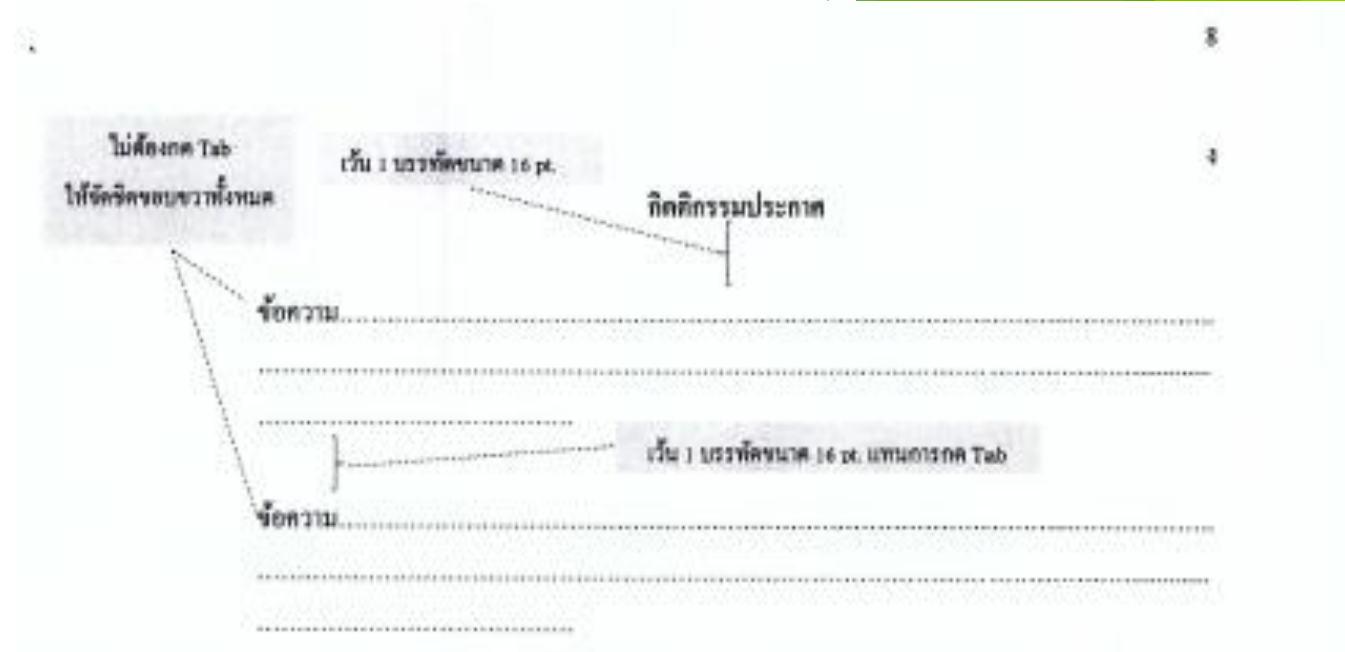 8
ไม่ต้องกด Tab
ให้จัดชิดขอบขวาทั้งหมด
เว้น 1 บรรทัดขนาด 16 pt.
ง
กิตติกรรมประกาศ
ข้อความ........................................................................
........................................................................
........................................
เว้น 1 บรรทัดขนาด 16 pt. แทนการกด Tab
ข้อความ........................................................................
........................................................................
........................................